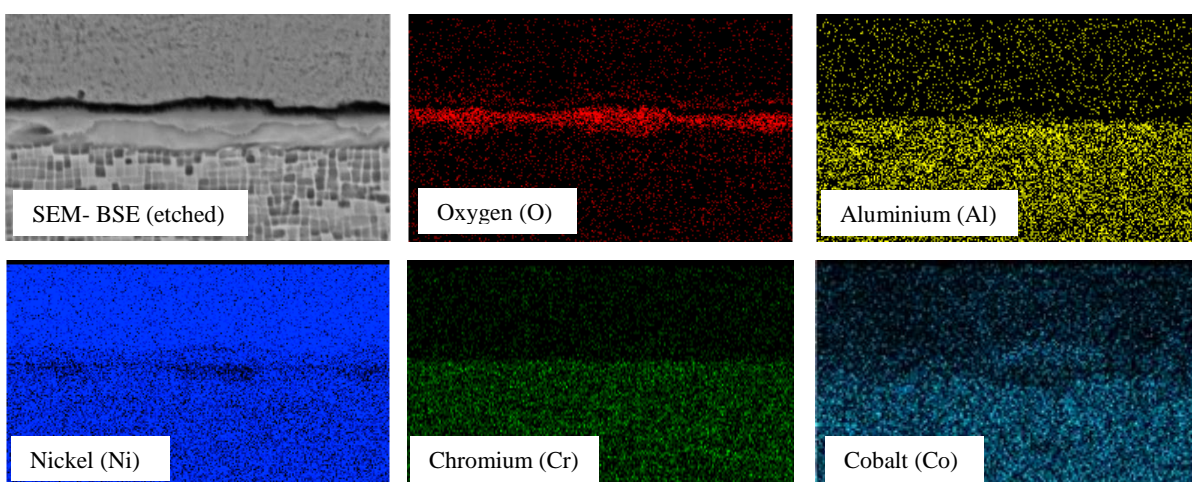 SEM- BSE (etched)
Oxygen (O)
Aluminium (Al)
Nickel (Ni)
Chromium (Cr)
Cobalt (Co)